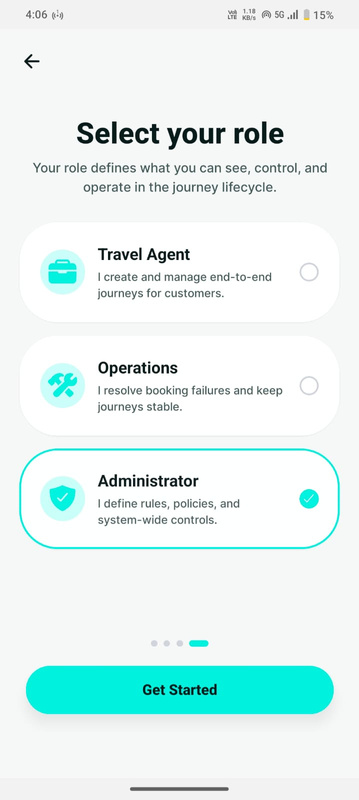 4:06
Vo)) LTE 1.18 KB/s 5G 15%
Select your role
Your role defines what you can see, control, and
operate in the journey lifecycle.
Travel Agent
I create and manage end-to-end
journeys for customers.
Operations
I resolve booking failures and keep
journeys stable.
Administrator
I define rules, policies, and
system-wide controls.
Get Started